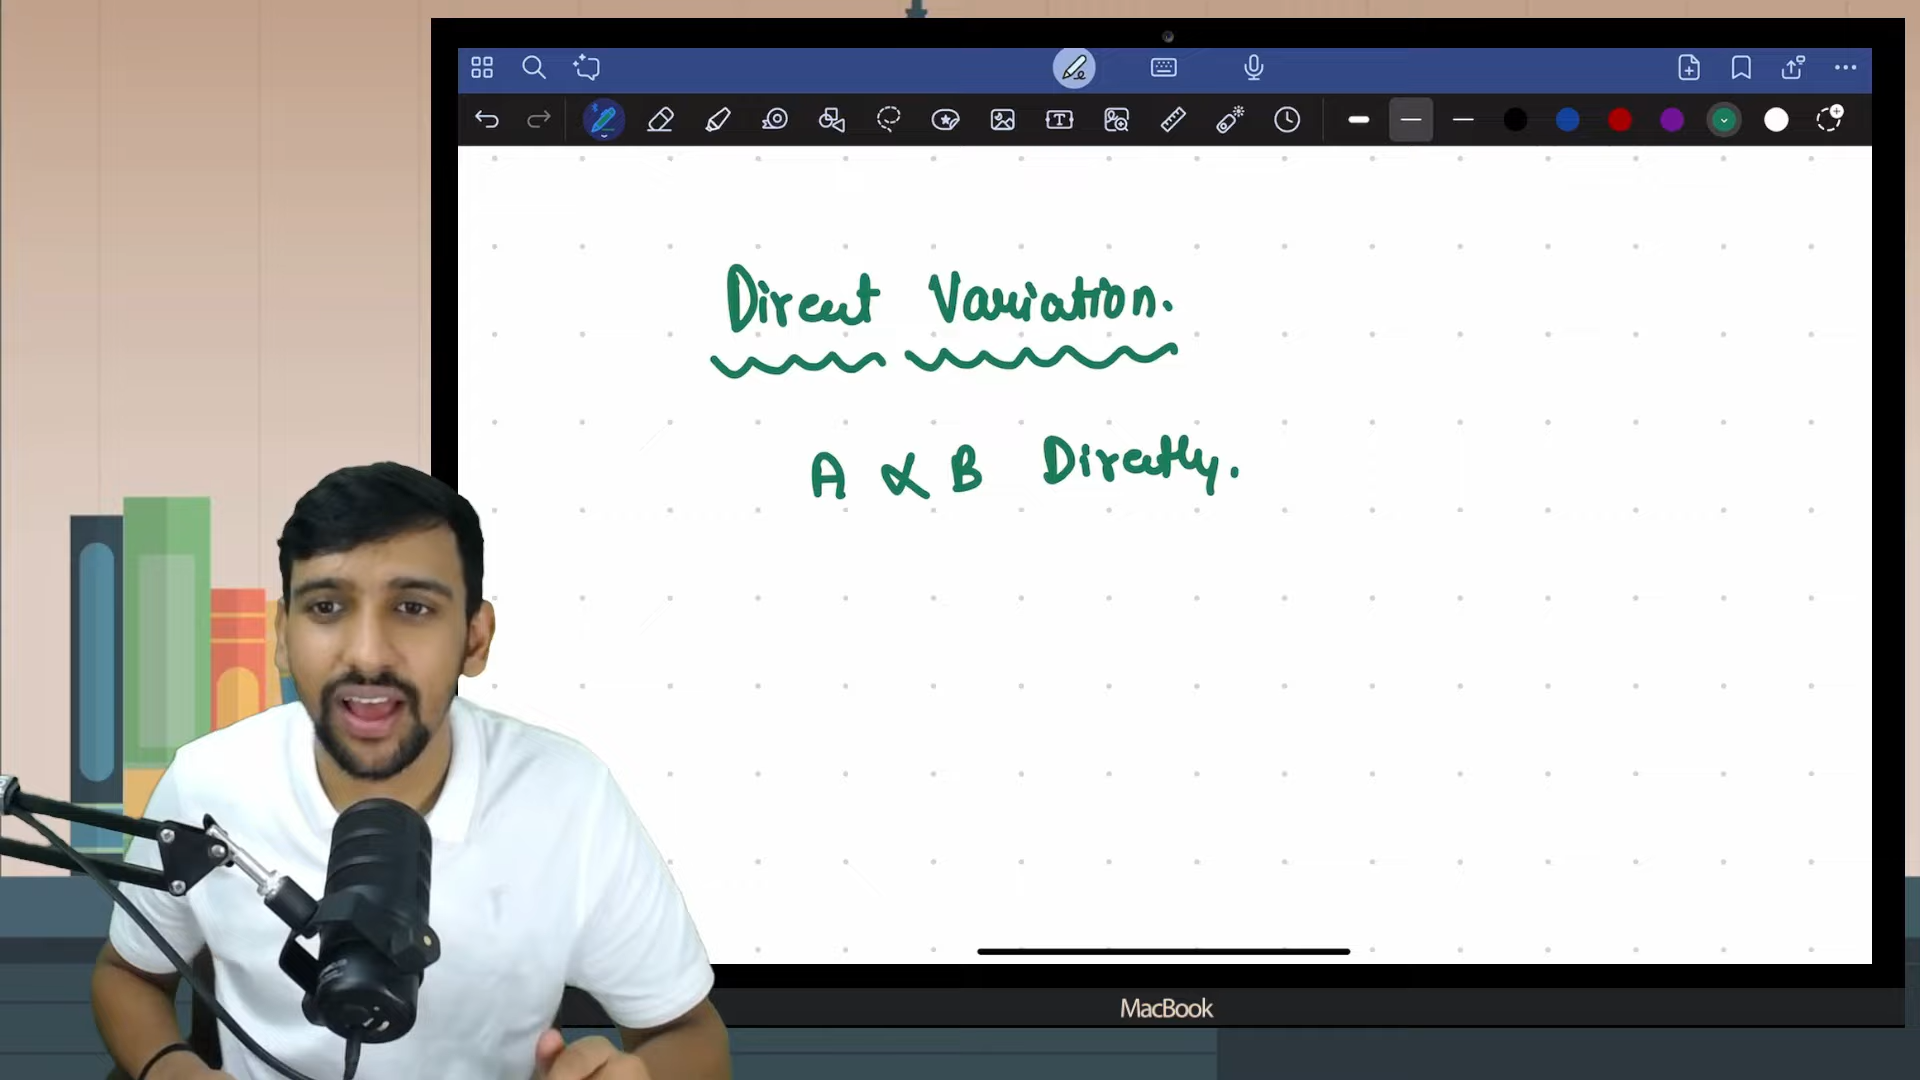 Direct Variation.
A ∝ B Directly.
MacBook